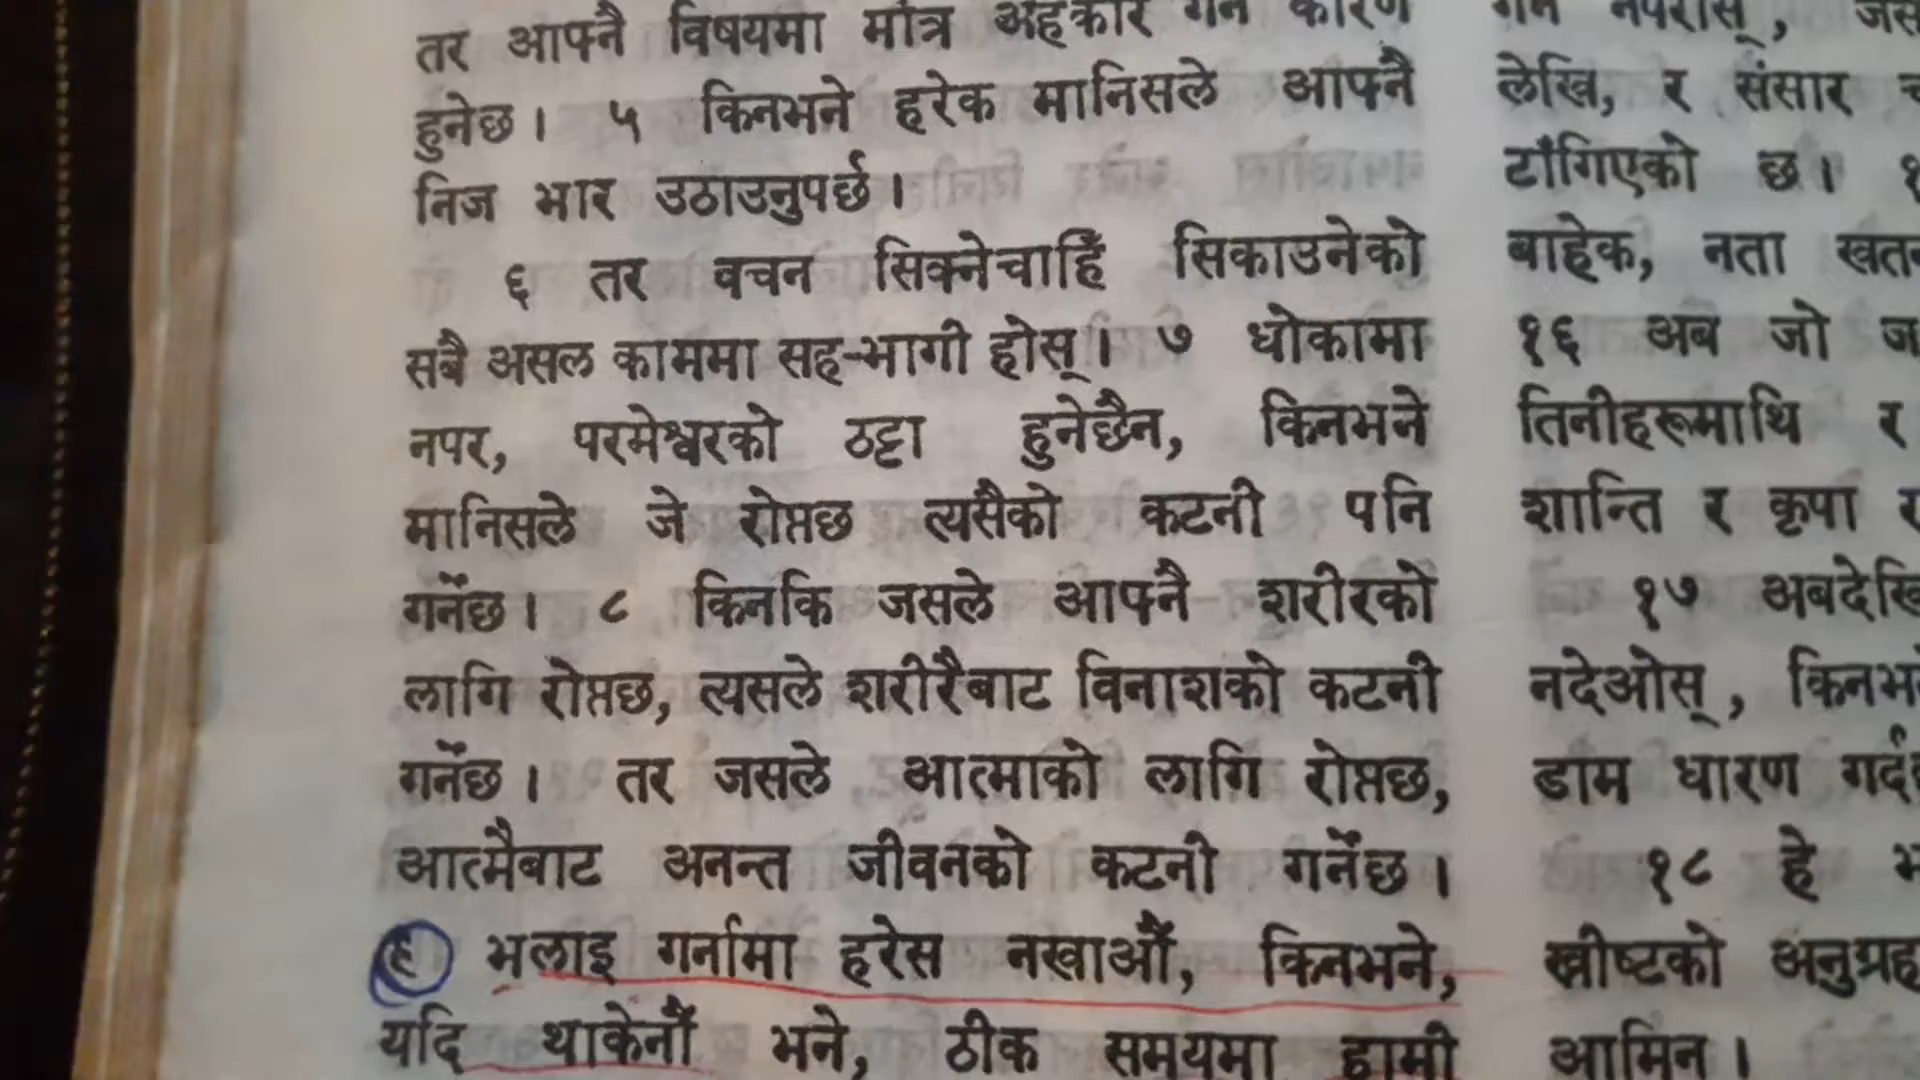 तर आफ्नै विषयमा मात्र अहंकार गर्ने कारण
हुनेछ। ५ किनभने हरेक मानिसले आफ्नै
निज भार उठाउनुपर्छ।
६ तर वचन सिक्नेचाहिँ सिकाउनेको
सबै असल काममा सह-भागी होस्। ७ धोकामा
नपर, परमेश्वरको ठट्टा हुनेछैन, किनभने
मानिसले जे रोप्तछ त्यसैको कटनी पनि
गर्नेछ। ८ किनकि जसले आफ्नै शरीरको
लागि रोप्तछ, त्यसले शरीरैबाट विनाशको कटनी
गर्नेछ। तर जसले आत्माको लागि रोप्तछ,
आत्मैबाट अनन्त जीवनको कटनी गर्नेछ।
९ भलाइ गर्नामा हरेस नखाऔं, किनभने,
यदि थाकेनौं भने, ठीक समयमा हामी
लेखि, र संसार
टाँगिएको छ।
बाहेक, नता
१६ अब जो
तिनीहरूमाथि र
शान्ति र कृपा
१७ अबदेखि
नदेओस्,
डाम धारण
१८ हे
ख्रीष्टको अनुग्रह
आमिन।